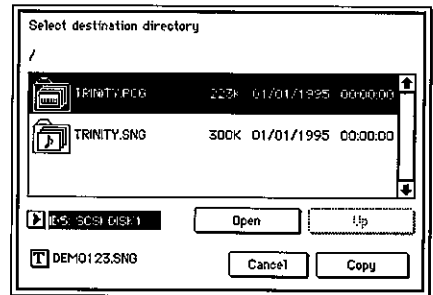 Select destination directory
/
TRINITY.PCG 223K 01/01/1995 00:00:00
TRINITY.SNG 300K 01/01/1995 00:00:00
ID5: SCSI DISK1 Open Up
T DEMO123.SNG Cancel Copy